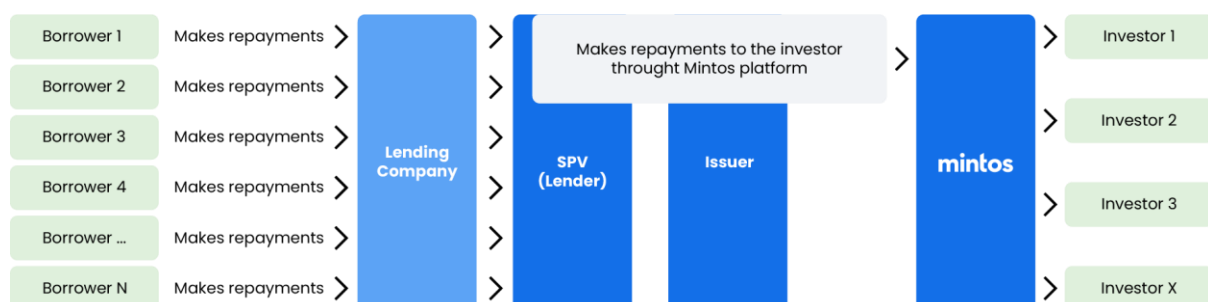 Borrower 1
Makes repayments
Borrower 2
Makes repayments
Borrower 3
Makes repayments
Borrower 4
Makes repayments
Borrower ...
Makes repayments
Borrower N
Makes repayments
Lending
Company
SPV
(Lender)
Makes repayments to the investor
throught Mintos platform
Issuer
mintos
Investor 1
Investor 2
Investor 3
Investor X